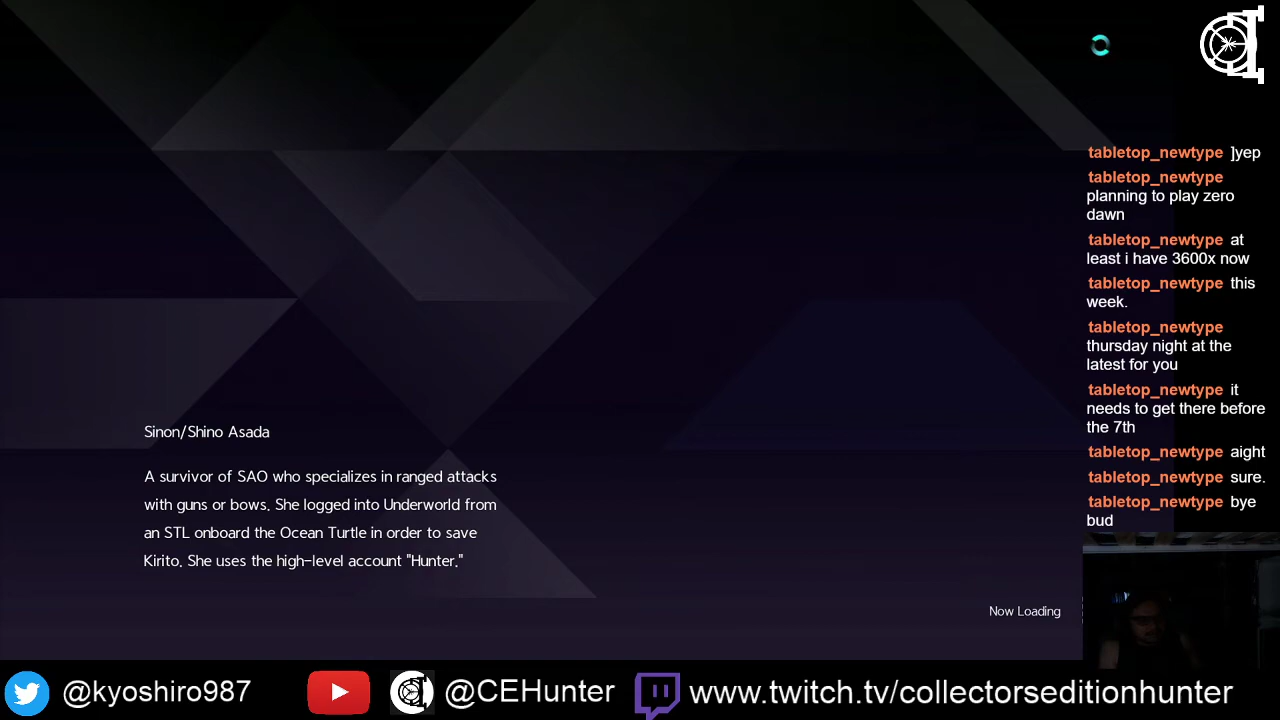 tabletop_newtype ]yep
tabletop_newtype
planning to play zero
dawn
tabletop_newtype at
least i have 3600x now
tabletop_newtype this
week.
tabletop_newtype
thursday night at the
latest for you
tabletop_newtype it
needs to get there before
the 7th
tabletop_newtype aight
tabletop_newtype sure.
tabletop_newtype bye
bud
Sinon/Shino Asada
A survivor of SAO who specializes in ranged attacks
with guns or bows. She logged into Underworld from
an STL onboard the Ocean Turtle in order to save
Kirito. She uses the high-level account "Hunter."
Now Loading
@kyoshiro987 @CEHunter www.twitch.tv/collectorseditionhunter